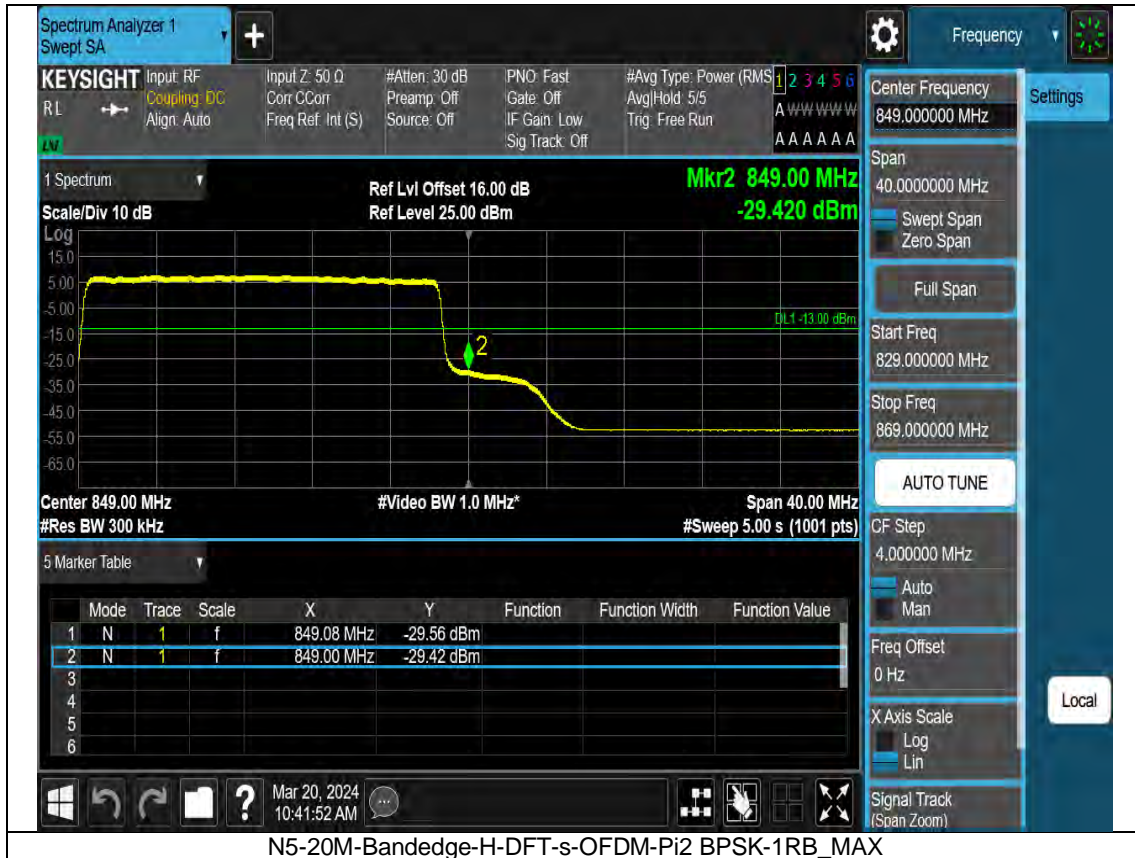 Spectrum Analyzer 1
Swept SA
+
Frequency
KEYSIGHT
RL
Input: RF
Coupling: DC
Align: Auto
Input Z: 50 Ω
Corr CCorr
Freq Ref: Int (S)
#Atten: 30 dB
Preamp: Off
Source: Off
PNO: Fast
Gate: Off
IF Gain: Low
Sig Track: Off
#Avg Type: Power (RMS
Avg|Hold: 5/5
Trig: Free Run
1 2 3 4 5 6
A W W W W W
A A A A A A
1 Spectrum
Scale/Div 10 dB
Ref Lvl Offset 16.00 dB
Ref Level 25.00 dBm
Mkr2 849.00 MHz
-29.420 dBm
Log
15.0
5.00
-5.00
-15.0
-25.0
-35.0
-45.0
-55.0
-65.0
DL1 -13.00 dBm
2
Center 849.00 MHz
#Video BW 1.0 MHz*
Span 40.00 MHz
#Res BW 300 kHz
#Sweep 5.00 s (1001 pts)
5 Marker Table
Mode Trace Scale X Y Function Function Width Function Value
1 N 1 f 849.08 MHz -29.56 dBm
2 N 1 f 849.00 MHz -29.42 dBm
3
4
5
6
Mar 20, 2024
10:41:52 AM
?
Center Frequency
849.000000 MHz
Settings
Span
40.0000000 MHz
Swept Span
Zero Span
Full Span
Start Freq
829.000000 MHz
Stop Freq
869.000000 MHz
AUTO TUNE
CF Step
4.000000 MHz
Auto
Man
Freq Offset
0 Hz
Local
X Axis Scale
Log
Lin
Signal Track
(Span Zoom)
N5-20M-Bandedge-H-DFT-s-OFDM-Pi2 BPSK-1RB_MAX